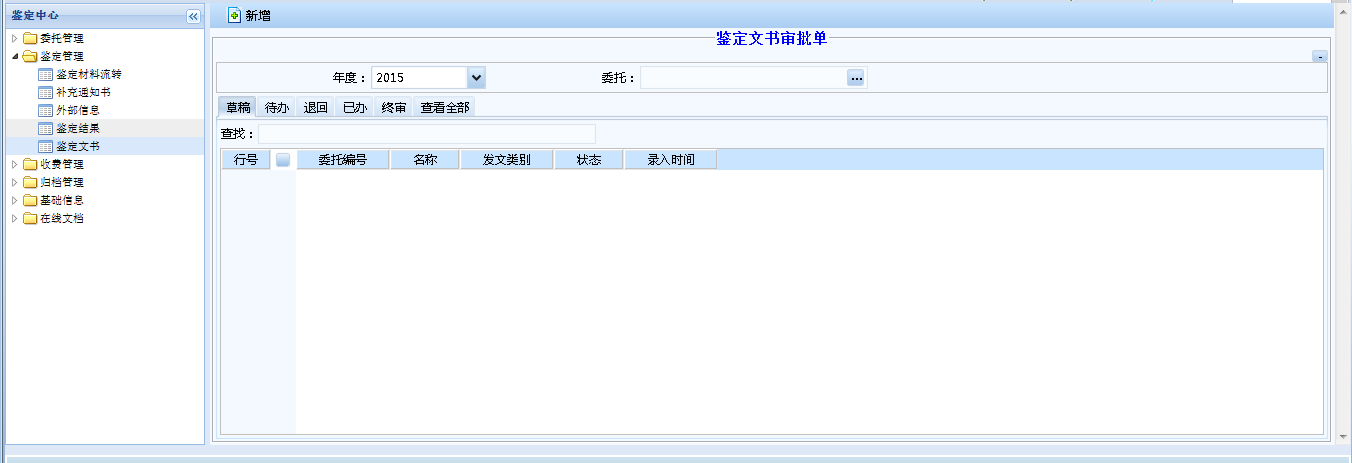 鉴定中心
委托管理
鉴定管理
鉴定材料流转
补充通知书
外部信息
鉴定结果
鉴定文书
收费管理
归档管理
基础信息
在线文档
新增
鉴定文书审批单
年度： 2015 委托：
草稿 待办 退回 已办 终审 查看全部
查找：
行号 委托编号 名称 发文类别 状态 录入时间